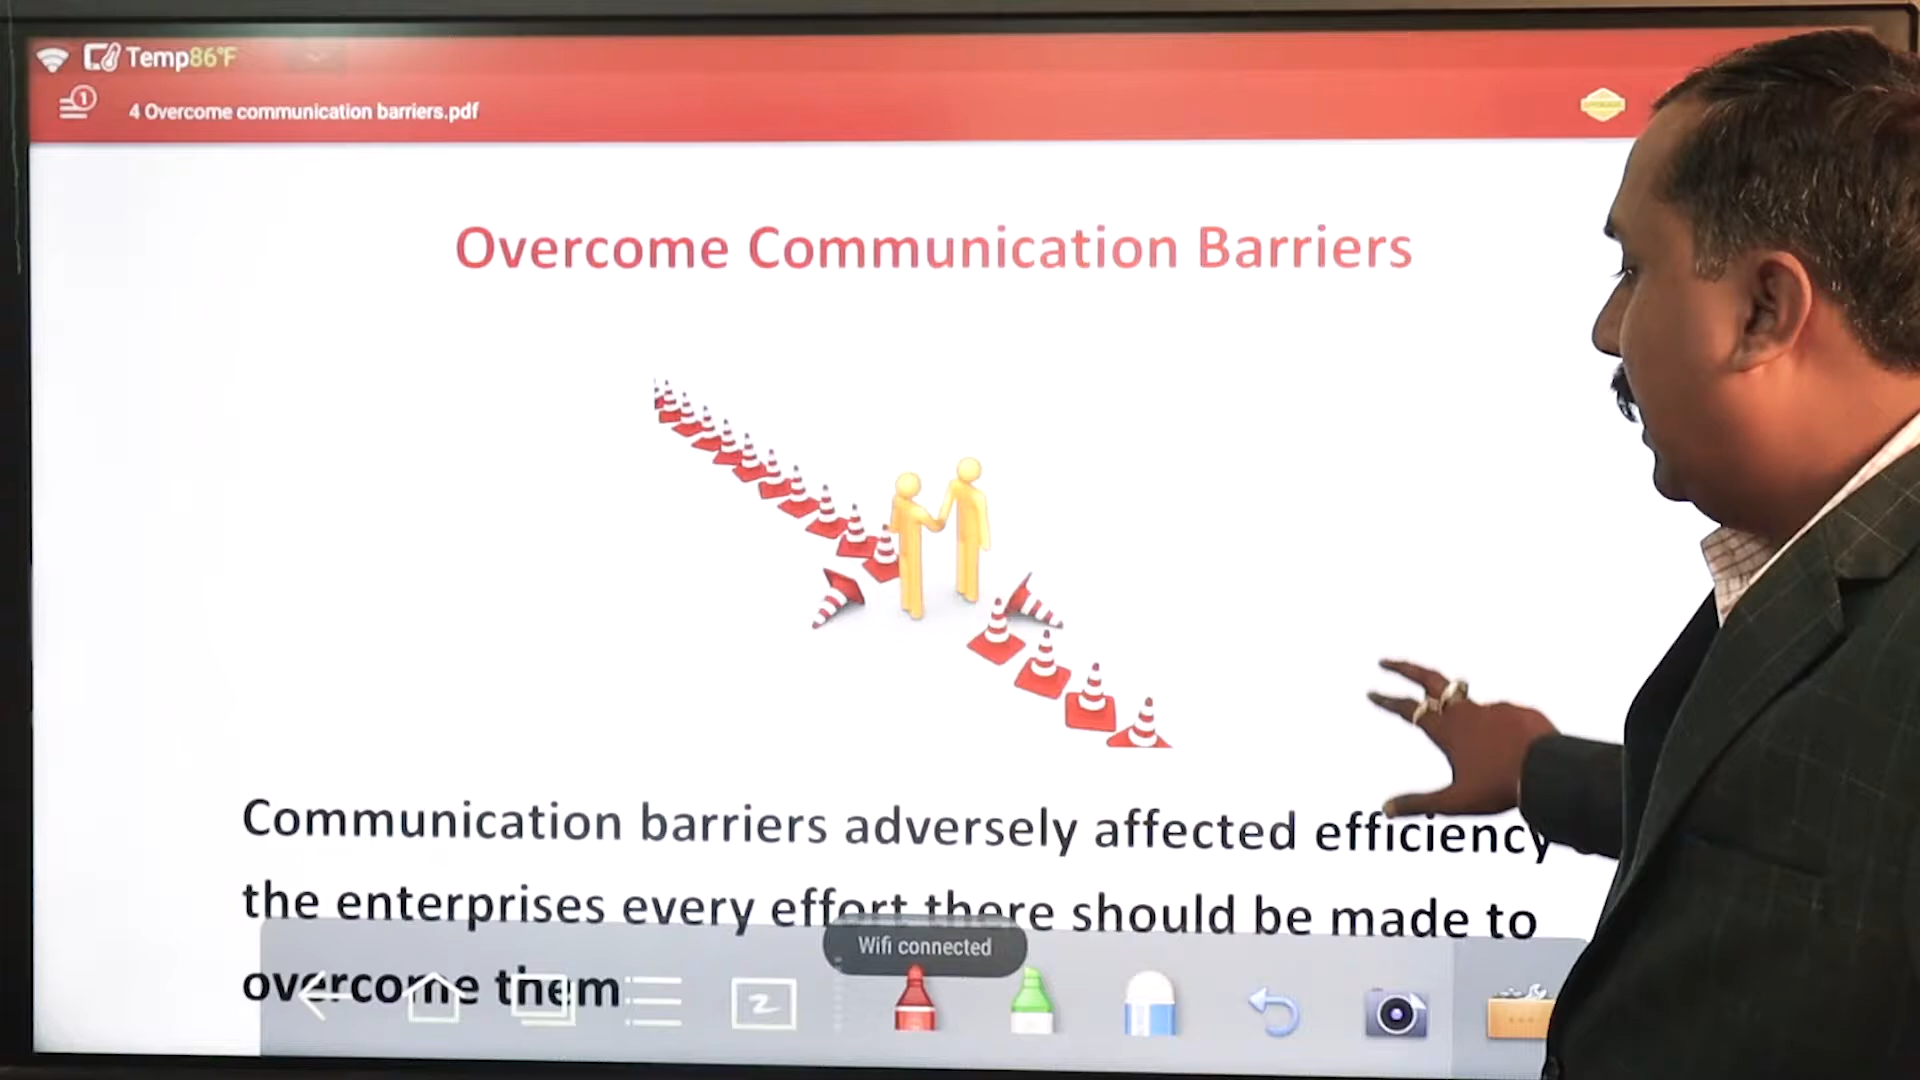 Temp86°F
1
4 Overcome communication barriers.pdf
Overcome Communication Barriers
Communication barriers adversely affected efficiency
the enterprises every effort there should be made to
overcome them
Wifi connected